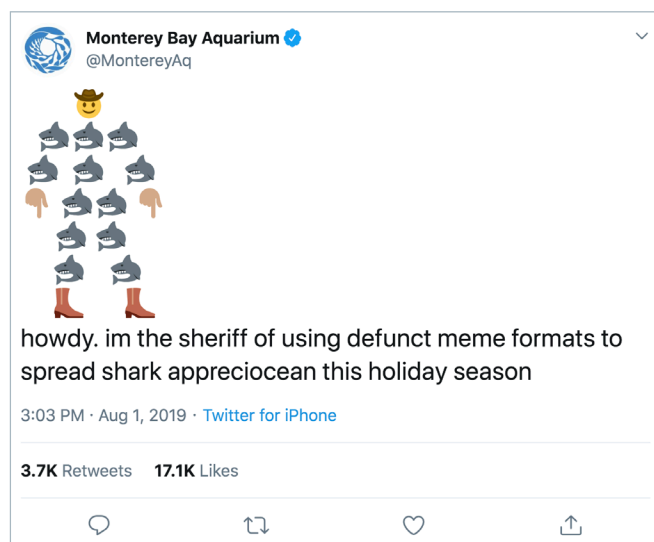 Monterey Bay Aquarium
@MontereyAq
howdy. im the sheriff of using defunct meme formats to
spread shark appreciocean this holiday season
3:03 PM · Aug 1, 2019 · Twitter for iPhone
3.7K Retweets 17.1K Likes